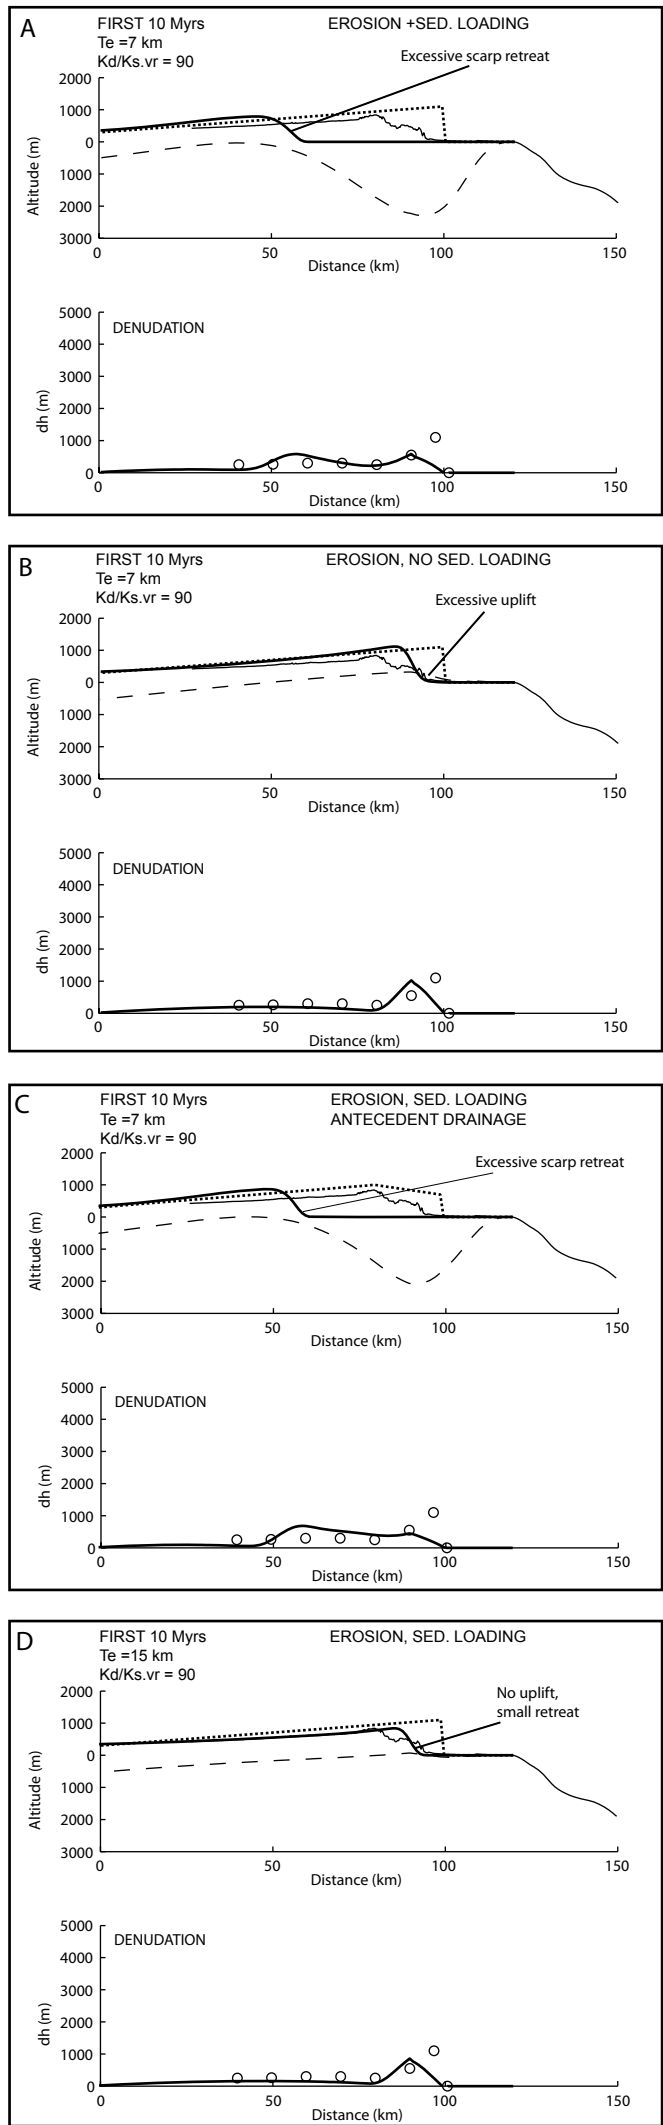 A
FIRST 10 Myrs
EROSION +SED. LOADING
Te =7 km
Kd/Ks.vr = 90
Excessive scarp retreat
2000
1000
0
1000
2000
3000
Altitude (m)
0
50
100
150
Distance (km)
5000
4000
3000
2000
1000
0
DENUDATION
dh (m)
0
50
100
150
Distance (km)
B
FIRST 10 Myrs
EROSION, NO SED. LOADING
Te =7 km
Kd/Ks.vr = 90
Excessive uplift
2000
1000
0
1000
2000
3000
Altitude (m)
0
50
100
150
Distance (km)
5000
4000
3000
2000
1000
0
DENUDATION
dh (m)
0
50
100
150
Distance (km)
C
FIRST 10 Myrs
EROSION, SED. LOADING
Te =7 km
ANTECEDENT DRAINAGE
Kd/Ks.vr = 90
Excessive scarp retreat
2000
1000
0
1000
2000
3000
Altitude (m)
0
50
100
150
Distance (km)
5000
4000
3000
2000
1000
0
DENUDATION
dh (m)
0
50
100
150
Distance (km)
D
FIRST 10 Myrs
EROSION, SED. LOADING
Te =15 km
Kd/Ks.vr = 90
No uplift,
small retreat
2000
1000
0
1000
2000
3000
Altitude (m)
0
50
100
150
Distance (km)
5000
4000
3000
2000
1000
0
DENUDATION
dh (m)
0
50
100
150
Distance (km)